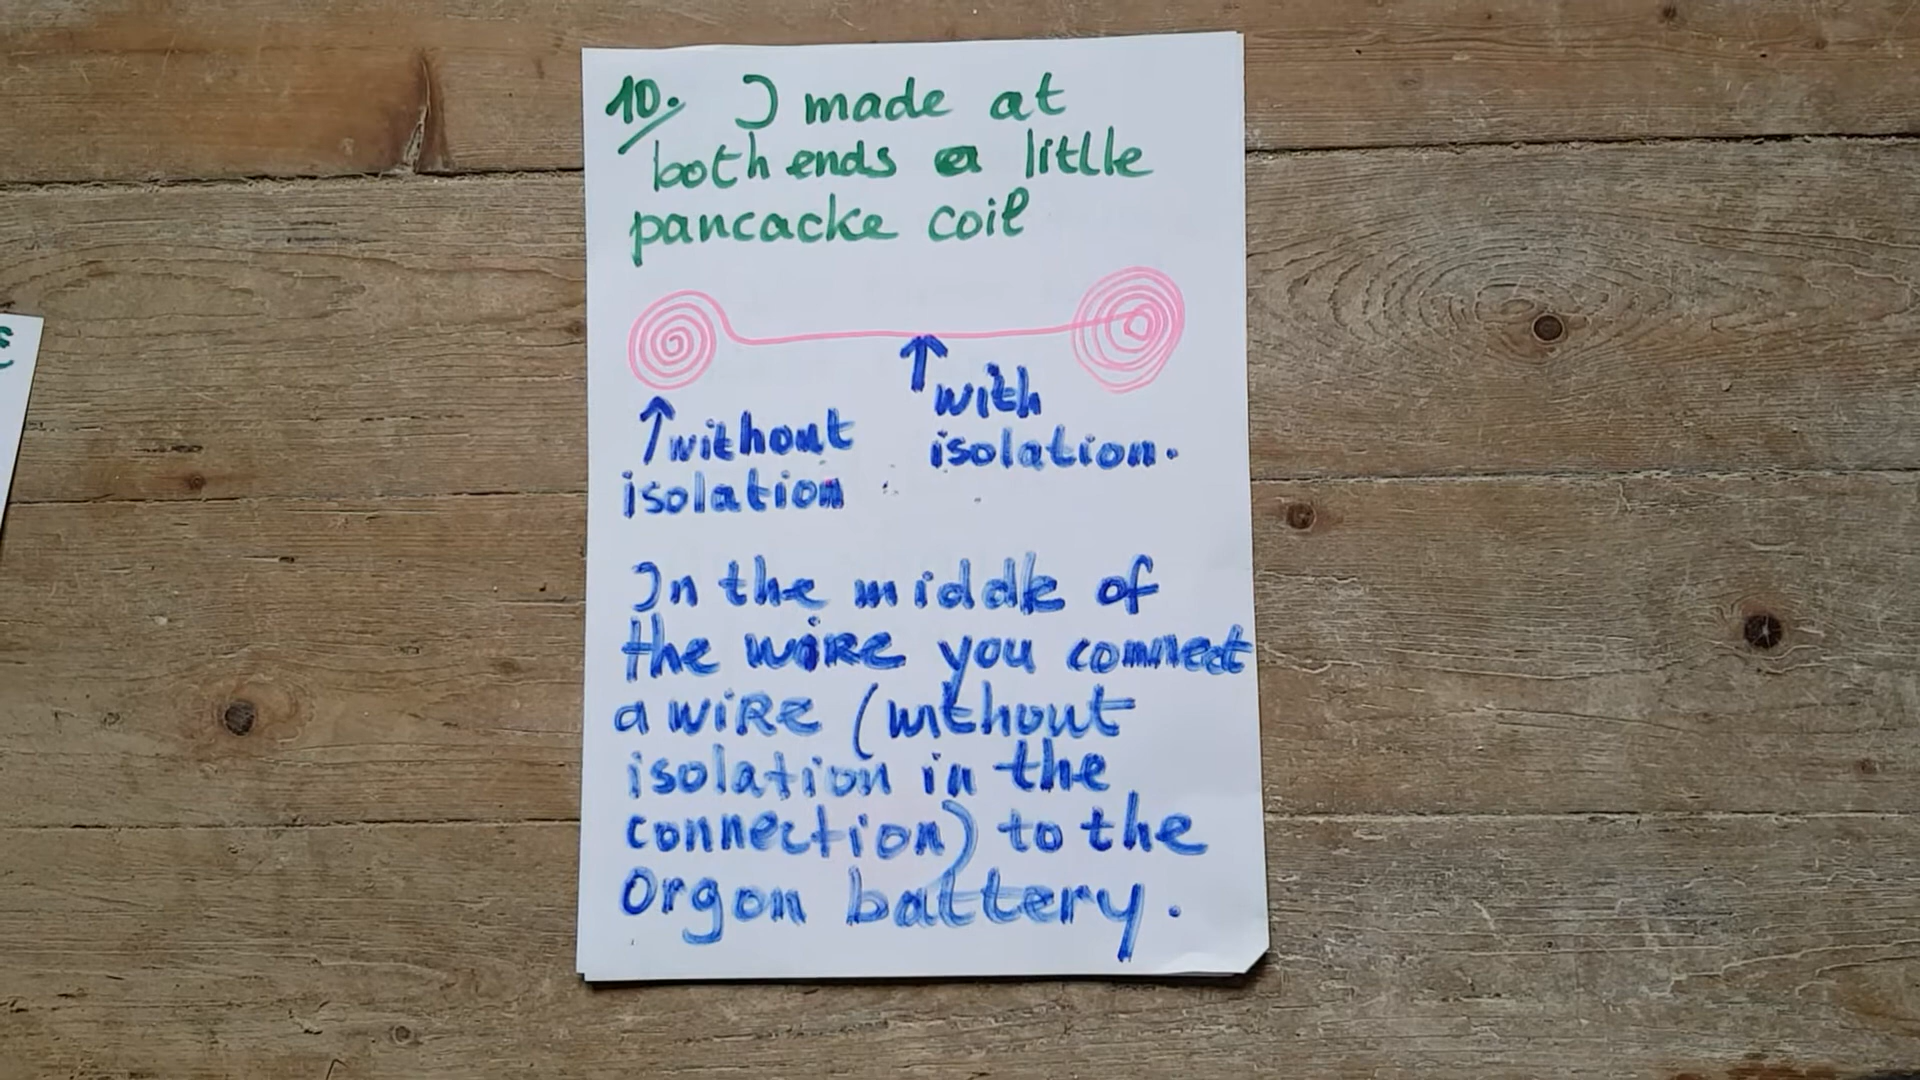 10. I made at
both ends a litlle
pancacke coil
with
isolation.
without
isolation
In the middle of
the wire you connect
a wire (without
isolation in the
connection) to the
Orgon battery.